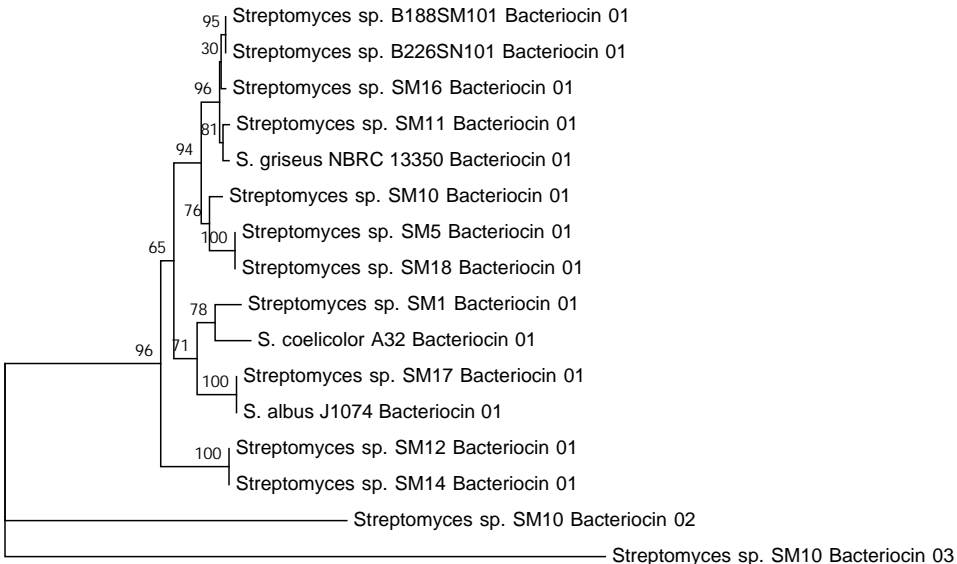 95
Streptomyces sp. B188SM101 Bacteriocin 01
30
Streptomyces sp. B226SN101 Bacteriocin 01
96
Streptomyces sp. SM16 Bacteriocin 01
Streptomyces sp. SM11 Bacteriocin 01
81
94
S. griseus NBRC 13350 Bacteriocin 01
Streptomyces sp. SM10 Bacteriocin 01
76
Streptomyces sp. SM5 Bacteriocin 01
100
65
Streptomyces sp. SM18 Bacteriocin 01
Streptomyces sp. SM1 Bacteriocin 01
78
S. coelicolor A32 Bacteriocin 01
96
71
Streptomyces sp. SM17 Bacteriocin 01
100
S. albus J1074 Bacteriocin 01
Streptomyces sp. SM12 Bacteriocin 01
100
Streptomyces sp. SM14 Bacteriocin 01
Streptomyces sp. SM10 Bacteriocin 02
Streptomyces sp. SM10 Bacteriocin 03